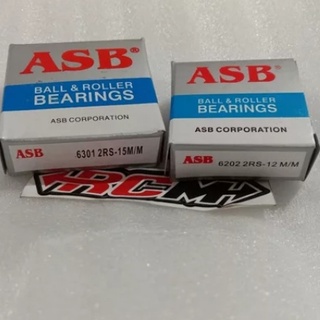 ASB®
BALL & ROLLER
BEARINGS
ASB CORPORATION
ASB 6301 2RS-15M/M
ASB
BALL & ROLLER
BEARINGS
ASB CORPORATION
ASB 6202 2RS-12 M/M
RCM